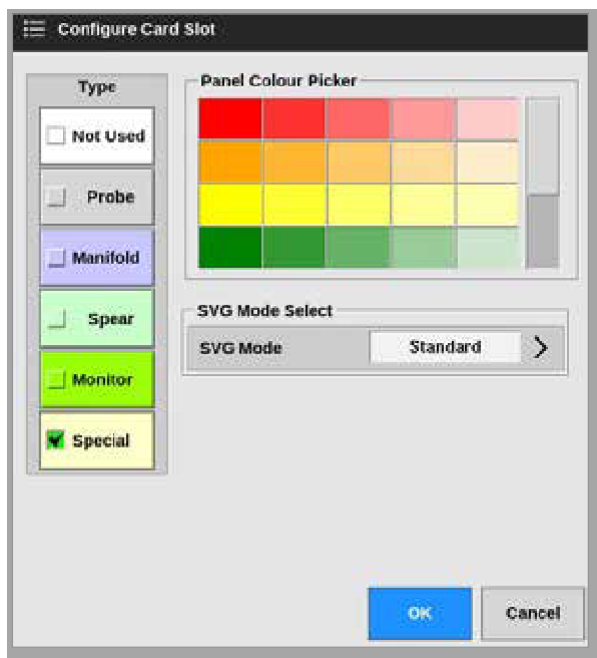 Configure Card Slot
Type
Panel Colour Picker
Not Used
Probe
Manifold
Spear
Monitor
Special
SVG Mode Select
SVG Mode
Standard
OK
Cancel